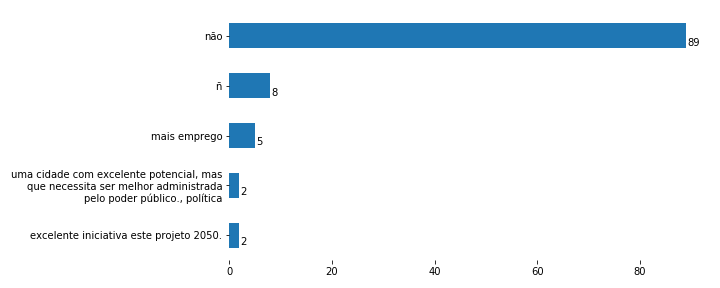 não
89
ñ
8
mais emprego
5
uma cidade com excelente potencial, mas
que necessita ser melhor administrada
pelo poder público., política
2
excelente iniciativa este projeto 2050.
2
0 20 40 60 80